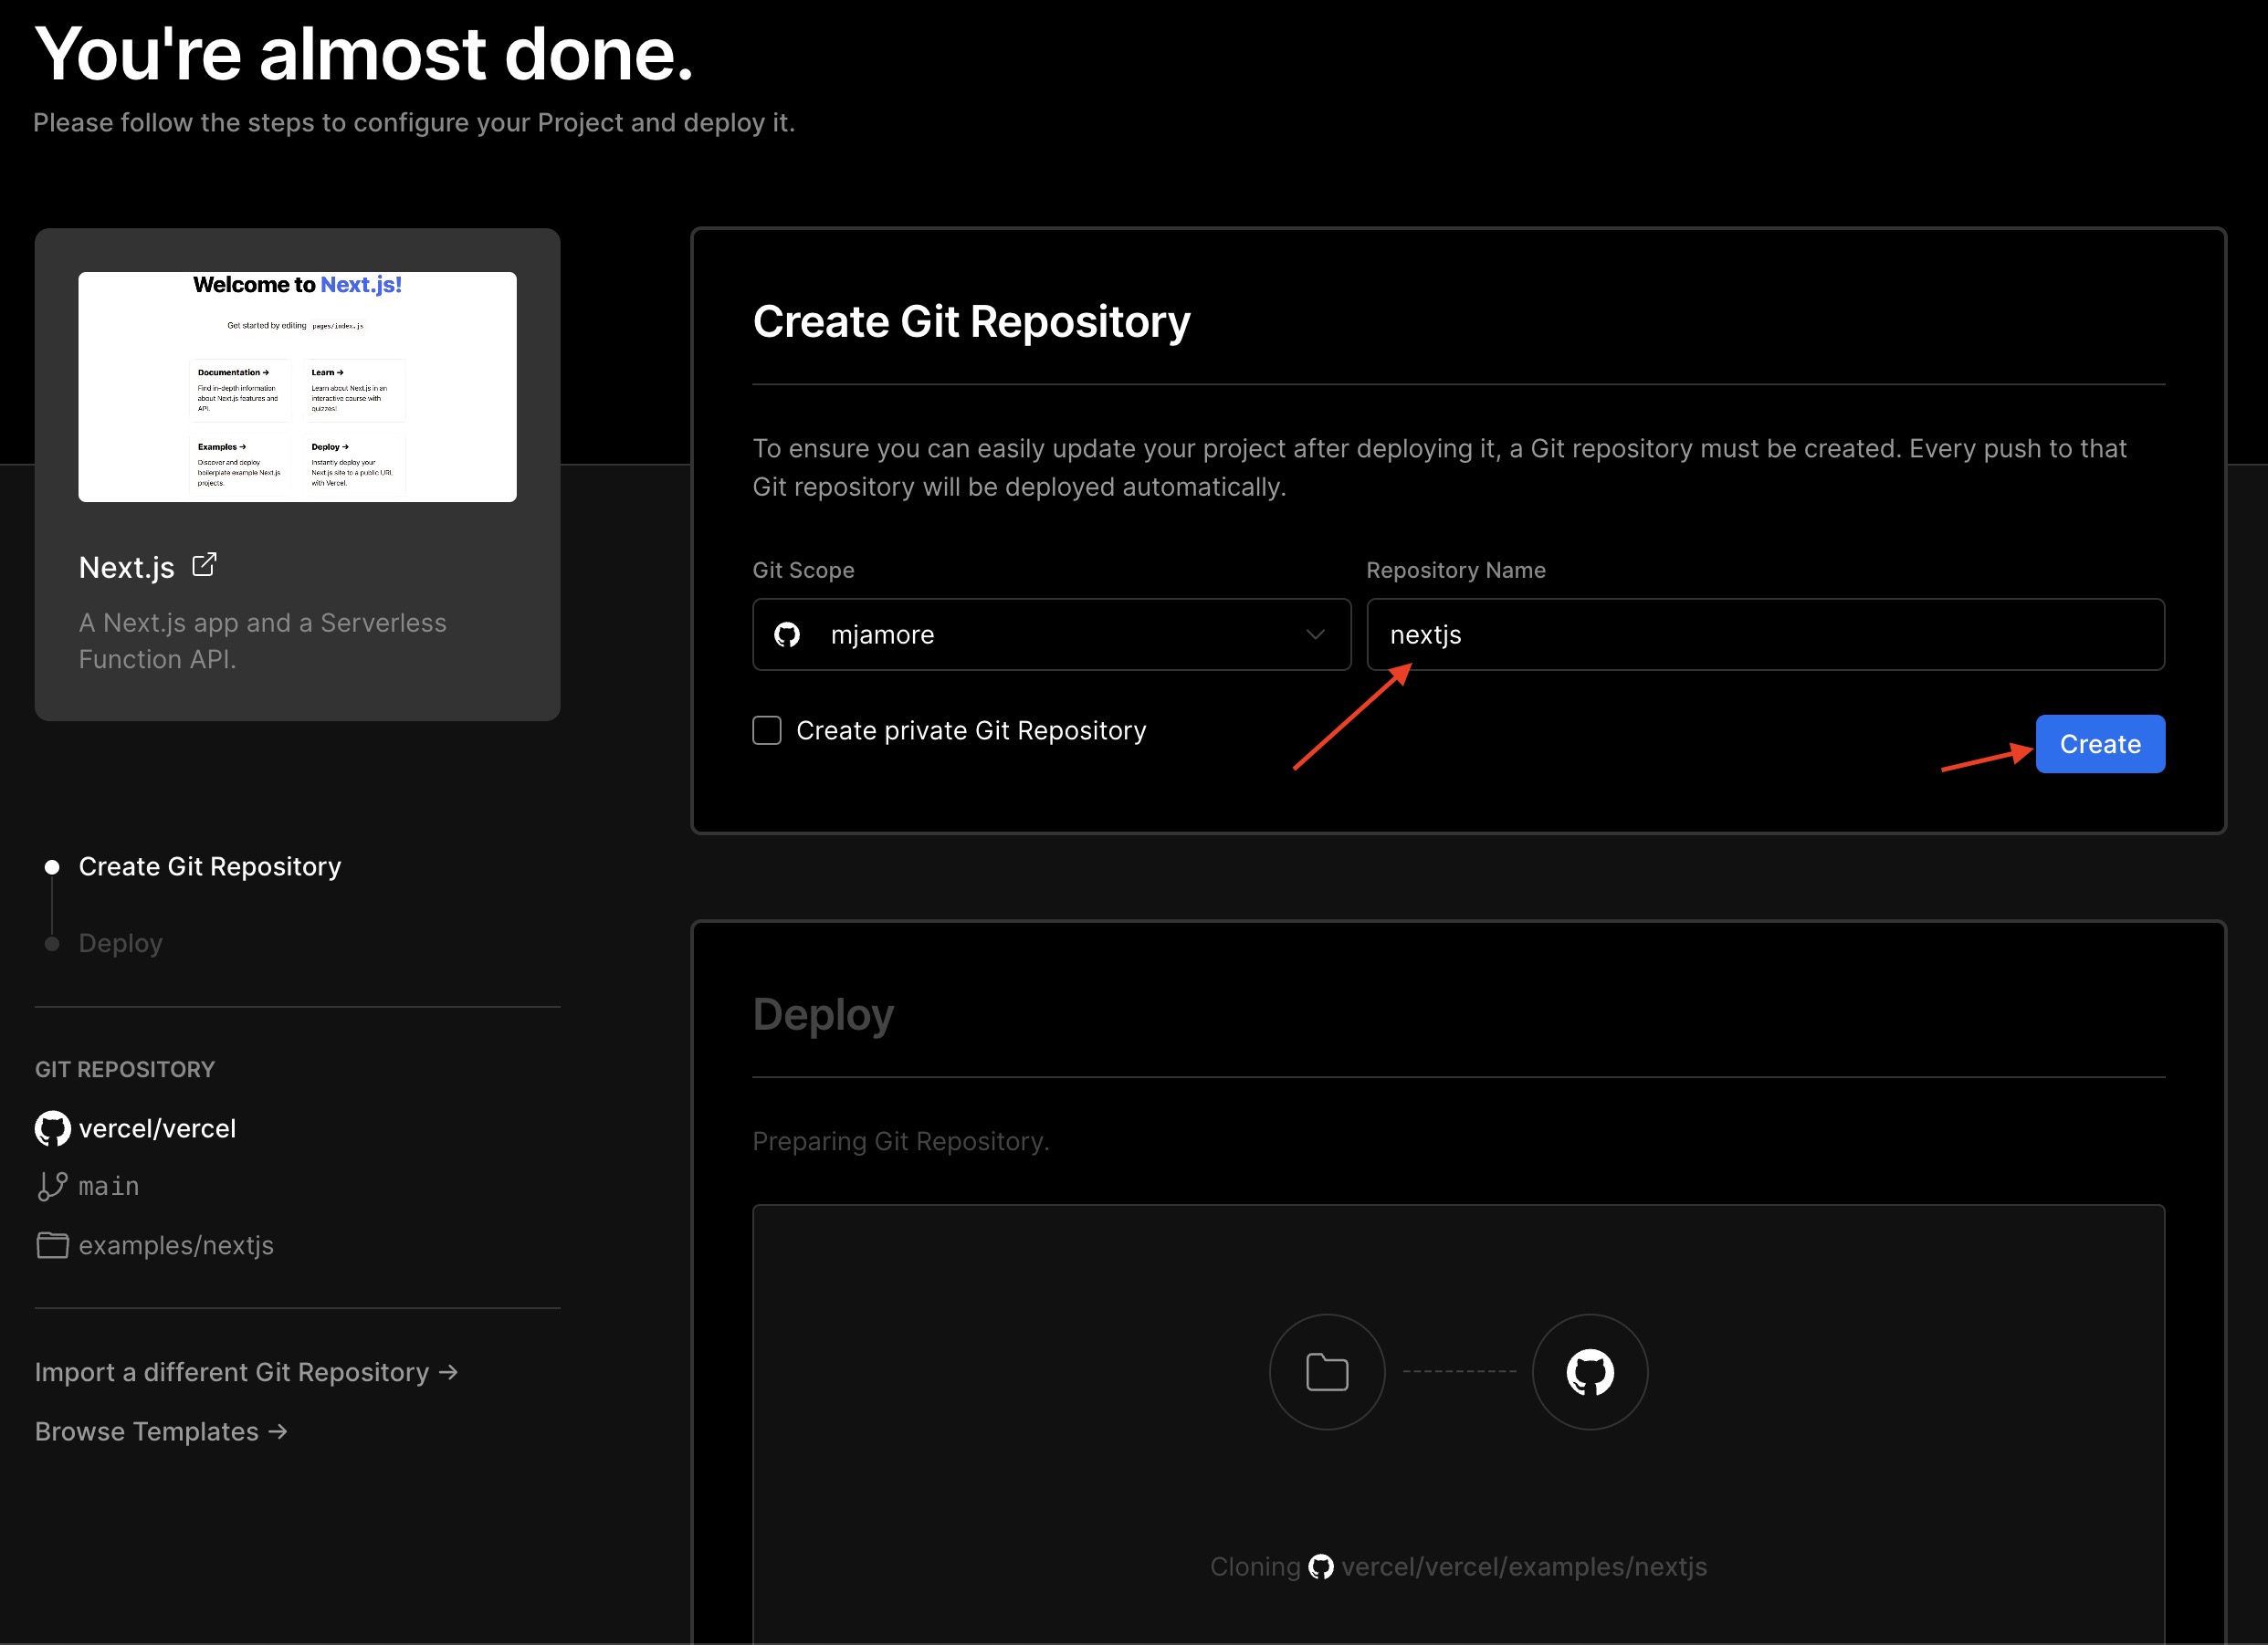 You're almost done.
Please follow the steps to configure your Project and deploy it.
Welcome to Next.js!
Get started by editing pages/index.js
Documentation →
Find in-depth information
about Next.js features and
API.
Learn →
Learn about Next.js in an
interactive course with
quizzes!
Examples →
Discover and deploy
boilerplate example Next.js
projects.
Deploy →
Instantly deploy your
Next.js site to a public URL
with Vercel.
Next.js
A Next.js app and a Serverless
Function API.
Create Git Repository
Deploy
GIT REPOSITORY
vercel/vercel
main
examples/nextjs
Import a different Git Repository →
Browse Templates →
Create Git Repository
To ensure you can easily update your project after deploying it, a Git repository must be created. Every push to that
Git repository will be deployed automatically.
Git Scope
mjamore
Repository Name
nextjs
Create private Git Repository
Create
Deploy
Preparing Git Repository.
Cloning vercel/vercel/examples/nextjs